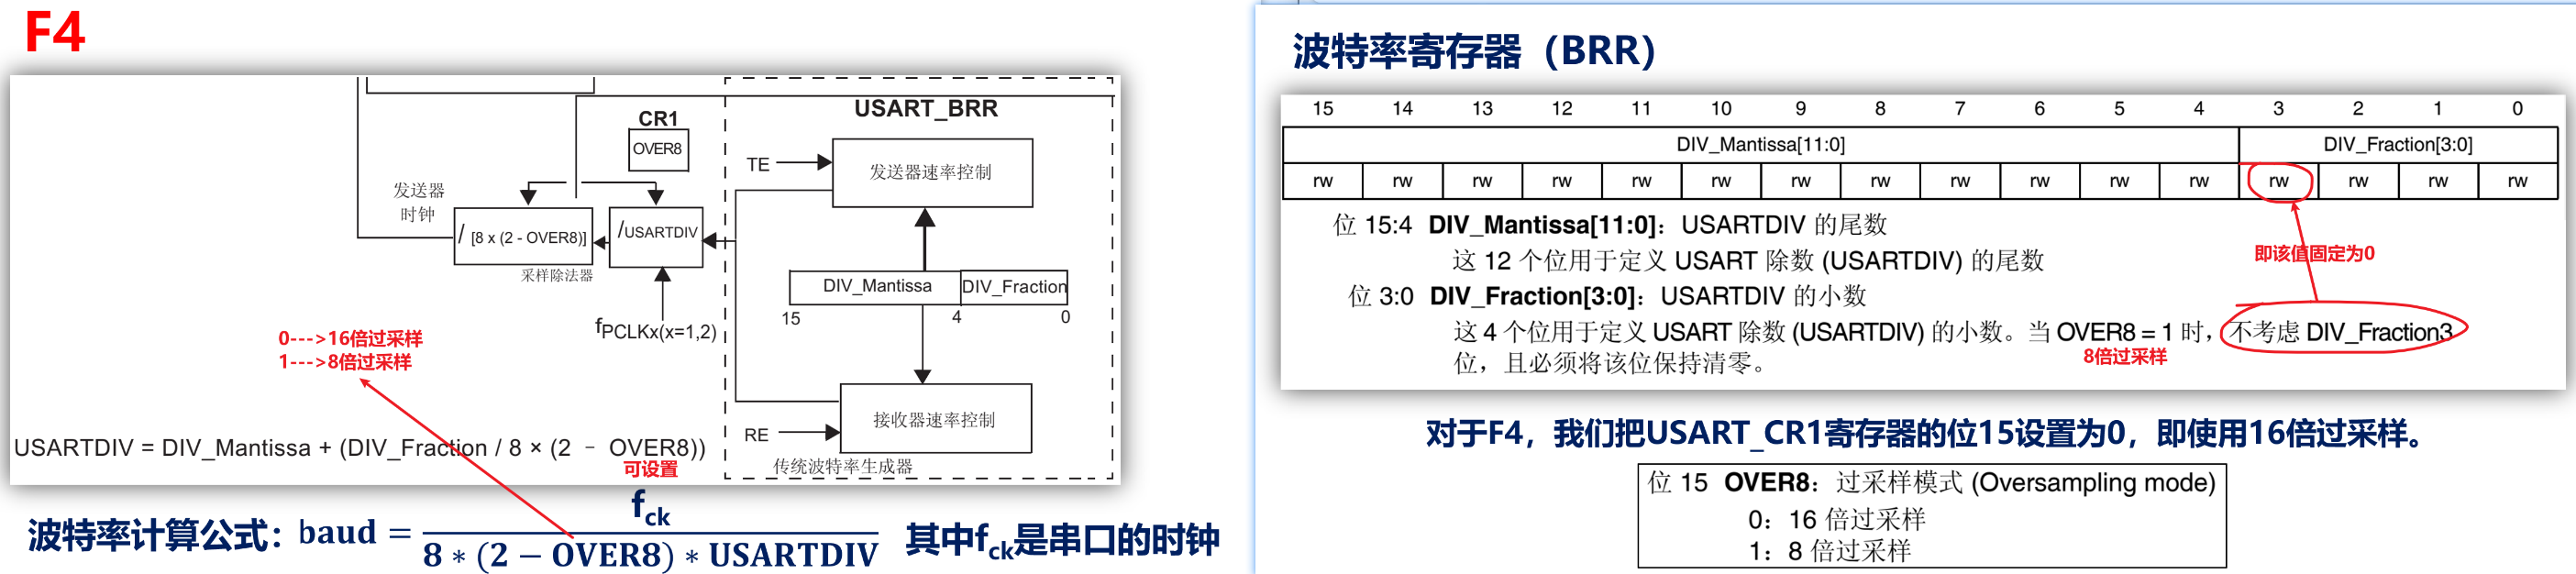 F4
CR1
OVER8
USART_BRR
TE
发送器速率控制
发送器
时钟
/ [8 x (2 - OVER8)]
/USARTDIV
采样除法器
DIV_Mantissa
DIV_Fraction
15
4
0
fPCLKx(x=1,2)
0--->16倍过采样
1--->8倍过采样
RE
接收器速率控制
传统波特率生成器
USARTDIV = DIV_Mantissa + (DIV_Fraction / 8 × (2 – OVER8))
可设置
波特率计算公式：baud = fck / 8 * (2 − OVER8) * USARTDIV 其中fck是串口的时钟
波特率寄存器（BRR）
15 14 13 12 11 10 9 8 7 6 5 4 3 2 1 0
DIV_Mantissa[11:0] DIV_Fraction[3:0]
rw rw rw rw rw rw rw rw rw rw rw rw rw rw rw rw
位 15:4 DIV_Mantissa[11:0]：USARTDIV 的尾数
即该值固定为0
这 12 个位用于定义 USART 除数 (USARTDIV) 的尾数
位 3:0 DIV_Fraction[3:0]：USARTDIV 的小数
这 4 个位用于定义 USART 除数 (USARTDIV) 的小数。当 OVER8 = 1 时，不考虑 DIV_Fraction3
8倍过采样
位，且必须将该位保持清零。
对于F4，我们把USART_CR1寄存器的位15设置为0，即使用16倍过采样。
位 15 OVER8：过采样模式 (Oversampling mode)
0：16 倍过采样
1：8 倍过采样